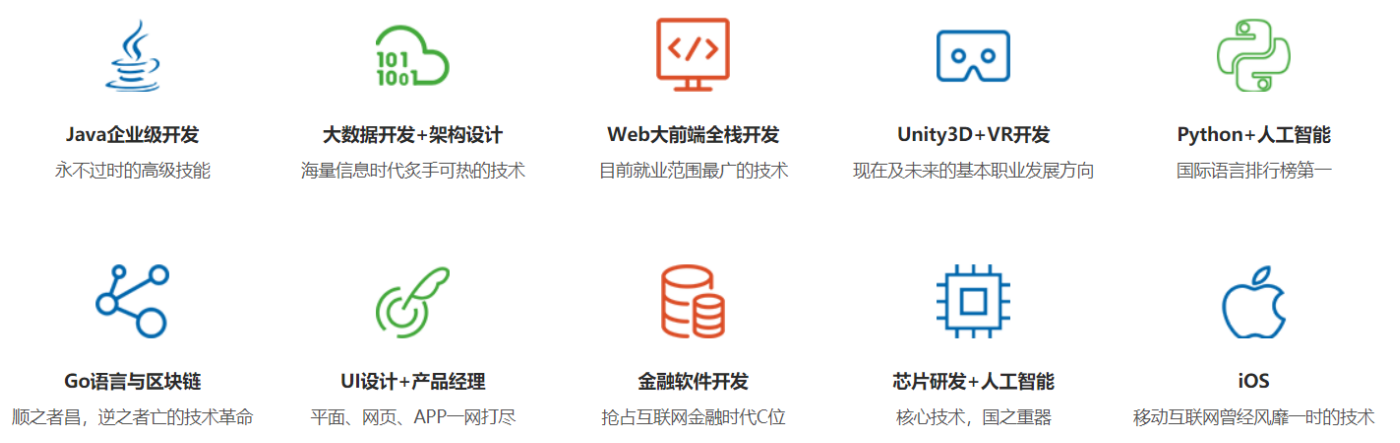 101
1001
Java企业级开发
大数据开发+架构设计
Web大前端全栈开发
Unity3D+VR开发
Python+人工智能
永不过时的高级技能
海量信息时代炙手可热的技术
目前就业范围最广的技术
现在及未来的基本职业发展方向
国际语言排行榜第一
Go语言与区块链
UI设计+产品经理
金融软件开发
芯片研发+人工智能
iOS
顺之者昌，逆之者亡的技术革命
平面、网页、APP一网打尽
抢占互联网金融时代C位
核心技术，国之重器
移动互联网曾经风靡一时的技术